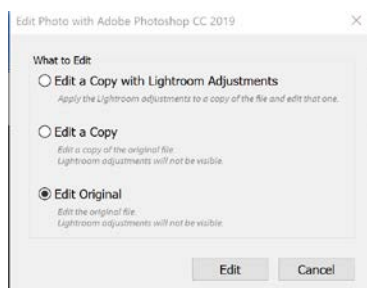 Edit Photo with Adobe Photoshop CC 2019
What to Edit
Edit a Copy with Lightroom Adjustments
Apply the Lightroom adjustments to a copy of the file and edit that one.
Edit a Copy
Edit a copy of the original file.
Lightroom adjustments will not be visible.
Edit Original
Edit the original file.
Lightroom adjustments will not be visible.
Edit Cancel